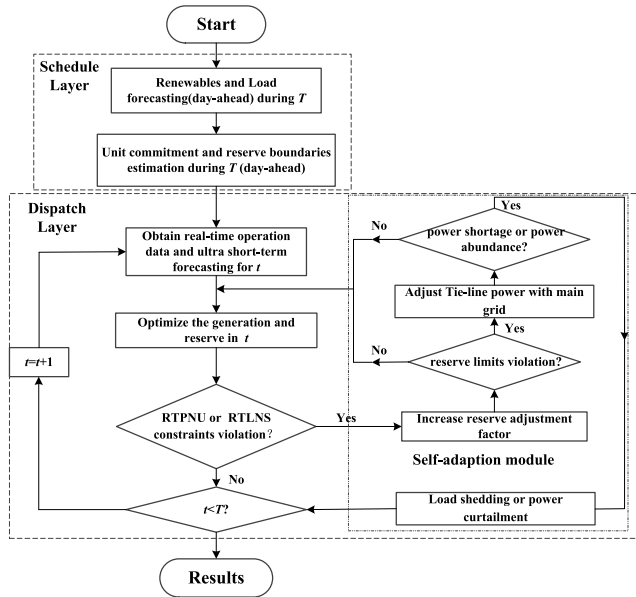 Start
Schedule
Layer
Renewables and Load
forecasting(day-ahead) during T
Unit commitment and reserve boundaries
estimation during T (day-ahead)
Dispatch
Layer
Yes
No
power shortage or power
abundance?
Obtain real-time operation
data and ultra short-term
forecasting for t
Adjust Tie-line power with main
grid
Optimize the generation and
reserve in t
Yes
No
reserve limits violation?
t=t+1
RTPNU or RTLNS
constraints violation?
Yes
Increase reserve adjustment
factor
Self-adaption module
No
t<T?
Load shedding or power
curtailment
Results